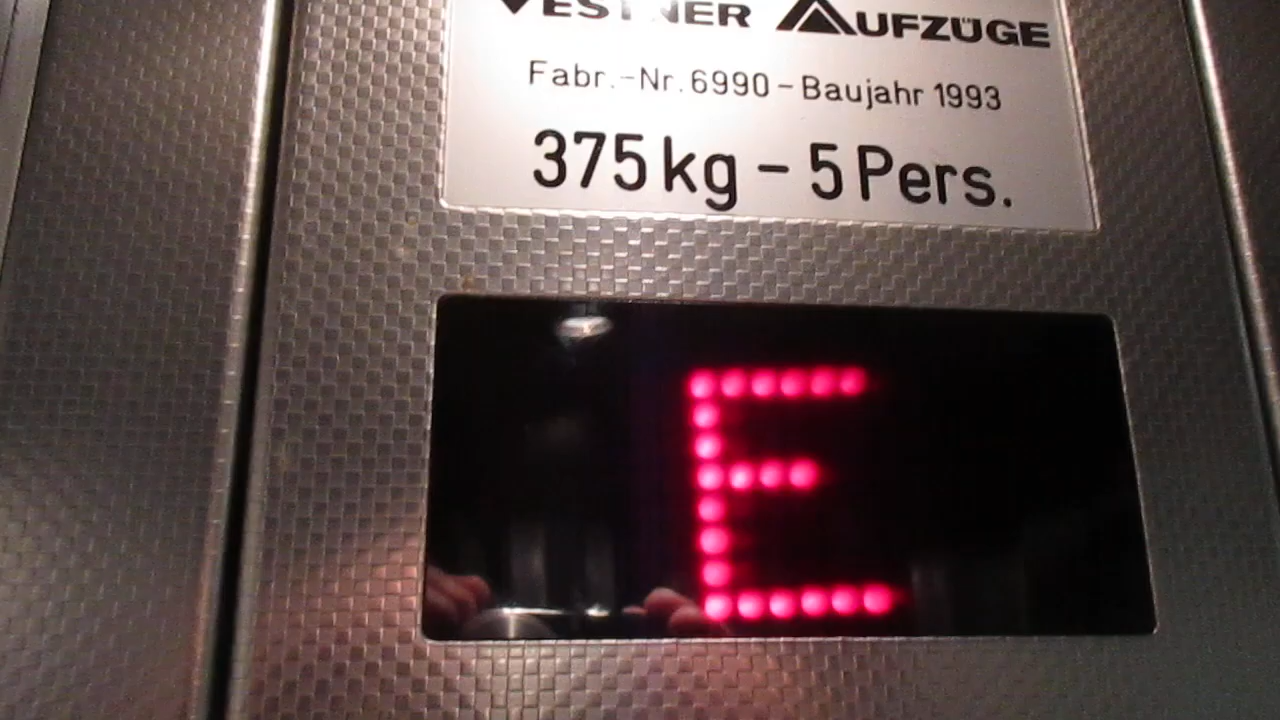 VESTNER AUFZÜGE
Fabr.-Nr. 6990 - Baujahr 1993
375 kg - 5 Pers.
E